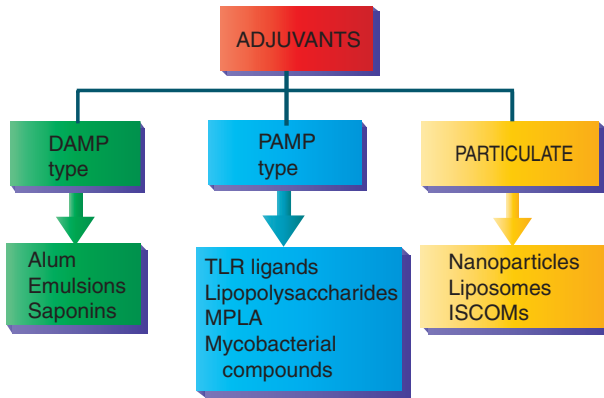 ADJUVANTS
DAMP
type
PAMP
type
PARTICULATE
Alum
Emulsions
Saponins
TLR ligands
Lipopolysaccharides
MPLA
Mycobacterial
compounds
Nanoparticles
Liposomes
ISCOMs